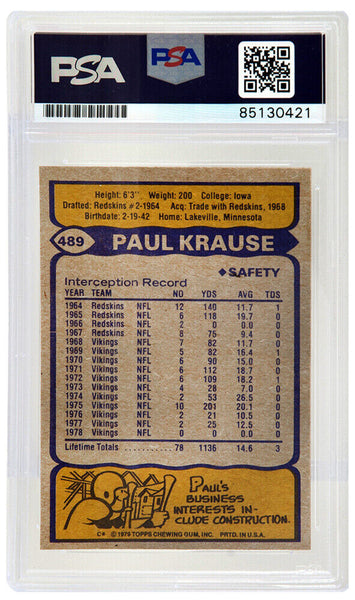 PSA
PSA
85130421
Height: 6'3". Weight: 200 College: Iowa
Drafted: Redskins #2-1964 Acq: Trade with Redskins, 1968
Birthdate: 2-19-42 Home: Lakeville, Minnesota
489 PAUL KRAUSE
◆SAFETY
Interception Record
YEAR TEAM NO YDS AVG TDS
1964 Redskins NFL 12 140 11.7 1
1965 Redskins NFL 6 118 19.7 0
1966 Redskins NFL 2 0 0.0 0
1967 Redskins NFL 8 75 9.4 0
1968 Vikings NFL 7 82 11.7 0
1969 Vikings NFL 5 82 16.4 1
1970 Vikings NFL 6 90 15.0 0
1971 Vikings NFL 6 112 18.7 0
1972 Vikings NFL 6 109 18.2 1
1973 Vikings NFL 4 28 7.0 0
1974 Vikings NFL 2 53 26.5 0
1975 Vikings NFL 10 201 20.1 0
1976 Vikings NFL 2 21 10.5 0
1977 Vikings NFL 2 25 12.5 0
1978 Vikings NFL 0 0 0.0 0
Lifetime Totals 78 1136 14.6 3
PAUL'S
BUSINESS
INTERESTS IN-
CLUDE CONSTRUCTION.
C* © 1979 TOPPS CHEWING GUM, INC. PRTD. IN U.S.A.